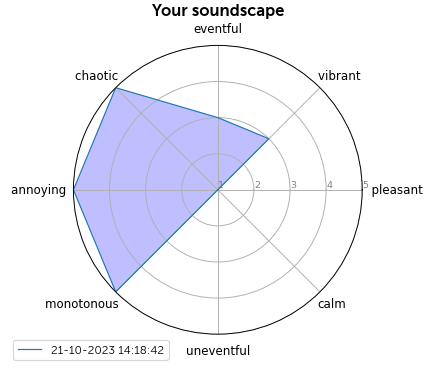 Your soundscape
eventful
chaotic
vibrant
annoying
1
2
3
4
5
pleasant
monotonous
calm
21-10-2023 14:18:42
uneventful